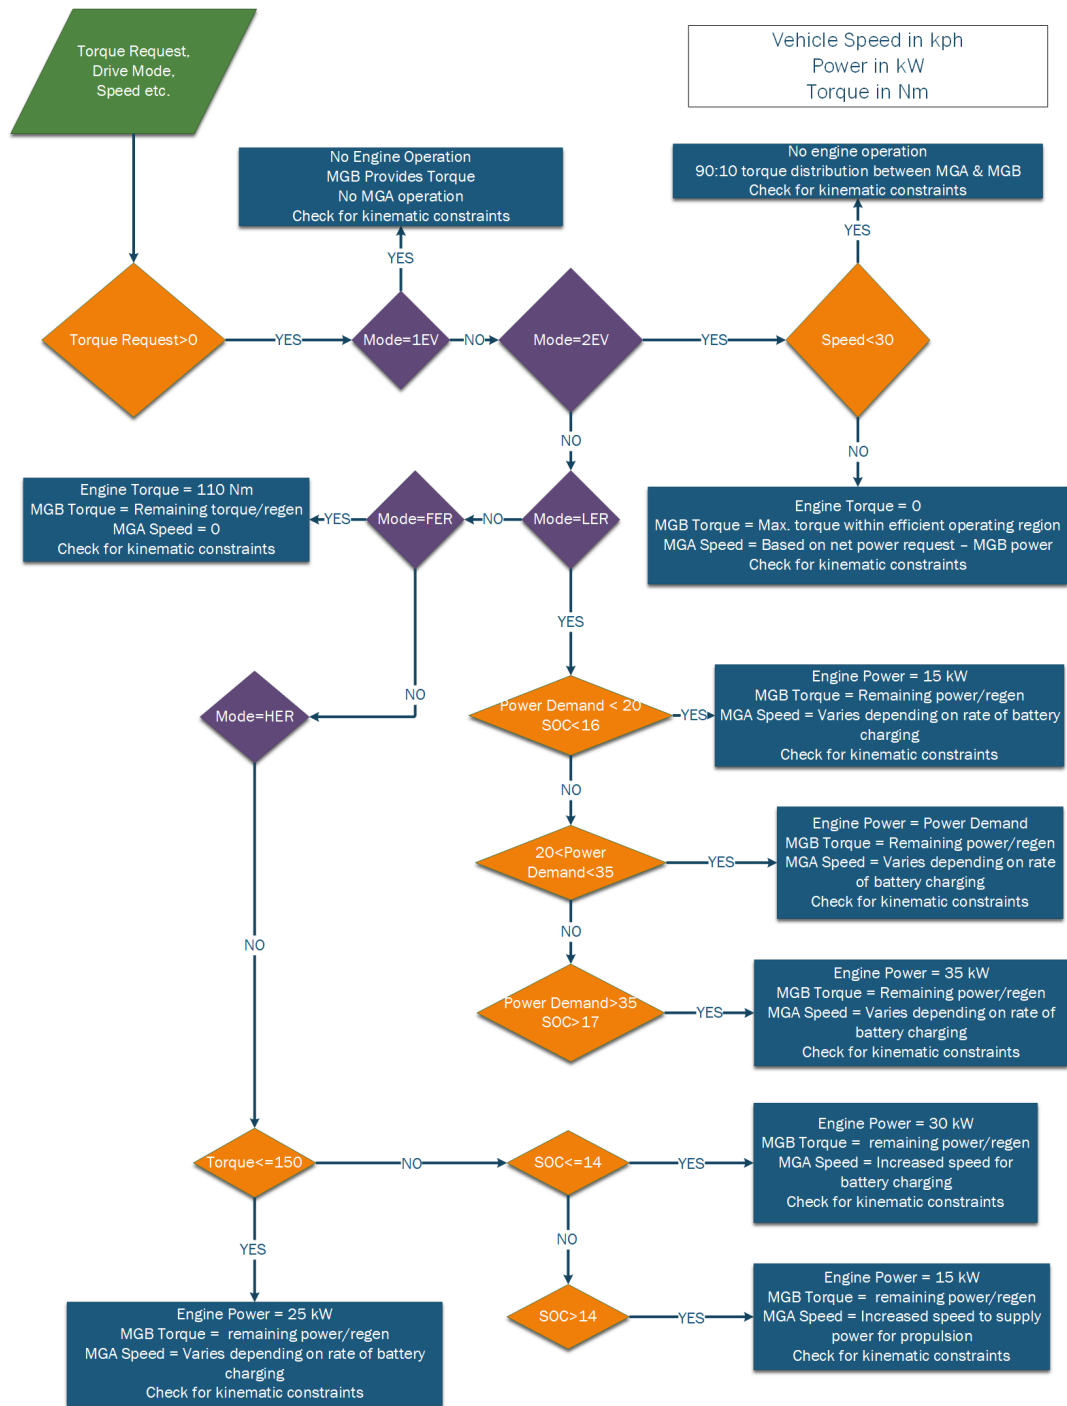 Torque Request,
Drive Mode,
Speed etc.
Vehicle Speed in kph
Power in kW
Torque in Nm
No Engine Operation
MGB Provides Torque
No MGA operation
Check for kinematic constraints
No engine operation
90:10 torque distribution between MGA & MGB
Check for kinematic constraints
YES
YES
Torque Request>0
YES
Mode=1EV
NO
Mode=2EV
YES
Speed<30
NO
NO
Engine Torque = 110 Nm
MGB Torque = Remaining torque/regen
MGA Speed = 0
Check for kinematic constraints
YES
Mode=FER
NO
Mode=LER
Engine Torque = 0
MGB Torque = Max. torque within efficient operating region
MGA Speed = Based on net power request – MGB power
Check for kinematic constraints
YES
NO
Mode=HER
Power Demand < 20
SOC<16
YES
Engine Power = 15 kW
MGB Torque = Remaining power/regen
MGA Speed = Varies depending on rate of battery
charging
Check for kinematic constraints
NO
20<Power
Demand<35
YES
Engine Power = Power Demand
MGB Torque = Remaining power/regen
MGA Speed = Varies depending on rate
of battery charging
Check for kinematic constraints
NO
NO
Power Demand>35
SOC>17
YES
Engine Power = 35 kW
MGB Torque = Remaining power/regen
MGA Speed = Varies depending on rate of
battery charging
Check for kinematic constraints
Torque<=150
NO
SOC<=14
YES
Engine Power = 30 kW
MGB Torque = remaining power/regen
MGA Speed = Increased speed for
battery charging
Check for kinematic constraints
YES
NO
SOC>14
YES
Engine Power = 15 kW
MGB Torque = remaining power/regen
MGA Speed = Increased speed to supply
power for propulsion
Check for kinematic constraints
Engine Power = 25 kW
MGB Torque = remaining power/regen
MGA Speed = Varies depending on rate of battery
charging
Check for kinematic constraints